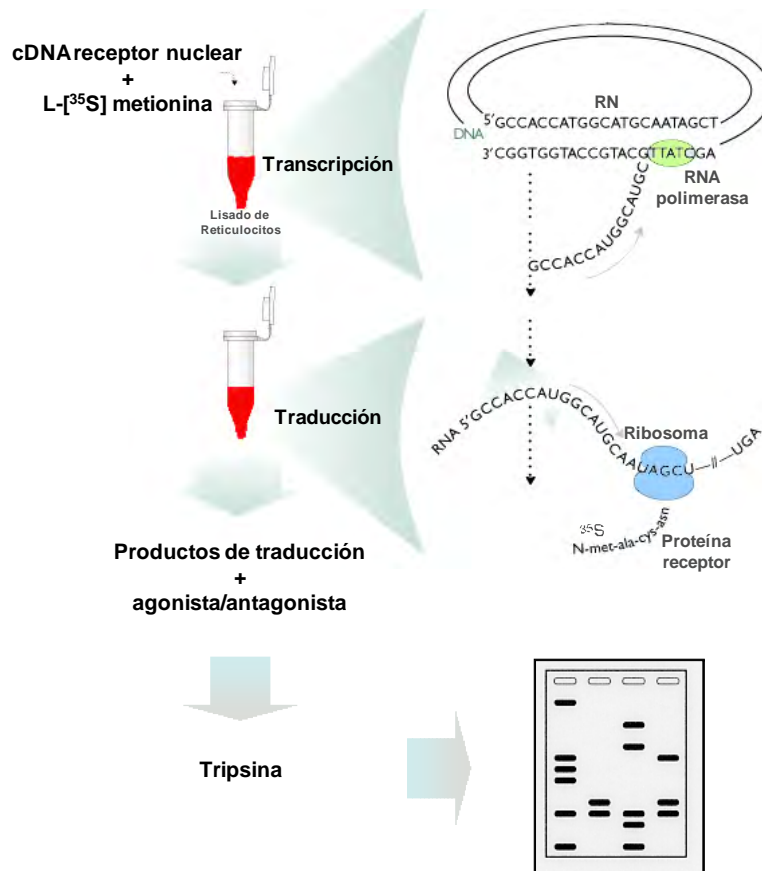 cDNA receptor nuclear
+
L-[³⁵S] metionina
Transcripción
Lisado de
Reticulocitos
RN
DNA
5′GCCACCATGGCATGCAATAGCT
3′CGGTGGTACCGTACGTTATCGA
RNA
polimerasa
GCCACCAUGGCAUGC
Traducción
RNA 5′GCCACCAUGGCAUGCAAUAGCU—//—UGA
Ribosoma
35S
N-met-ala-cys-asn
Proteína
receptor
Productos de traducción
+
agonista/antagonista
Tripsina